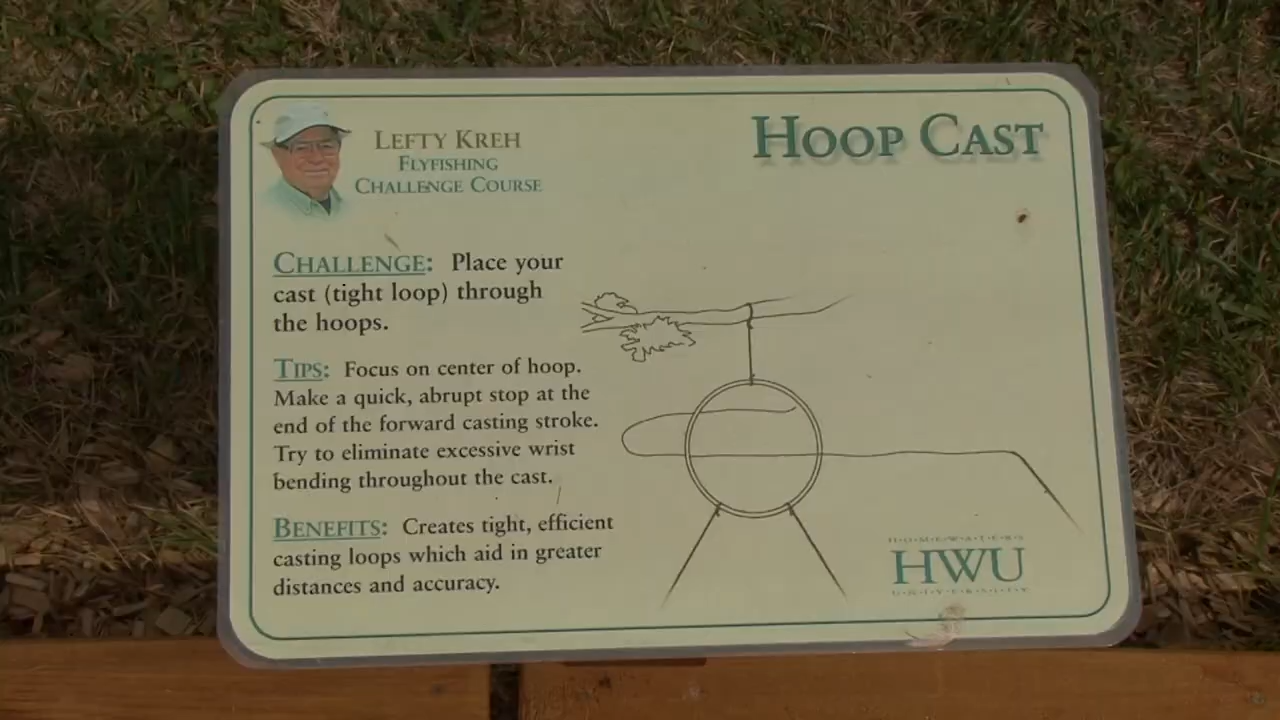 LEFTY KREH
FLYFISHING
CHALLENGE COURSE
HOOP CAST
CHALLENGE: Place your
cast (tight loop) through
the hoops.
TIPS: Focus on center of hoop.
Make a quick, abrupt stop at the
end of the forward casting stroke.
Try to eliminate excessive wrist
bending throughout the cast.
BENEFITS: Creates tight, efficient
casting loops which aid in greater
distances and accuracy.
HOMEWATERS
HWU
UNIVERSITY